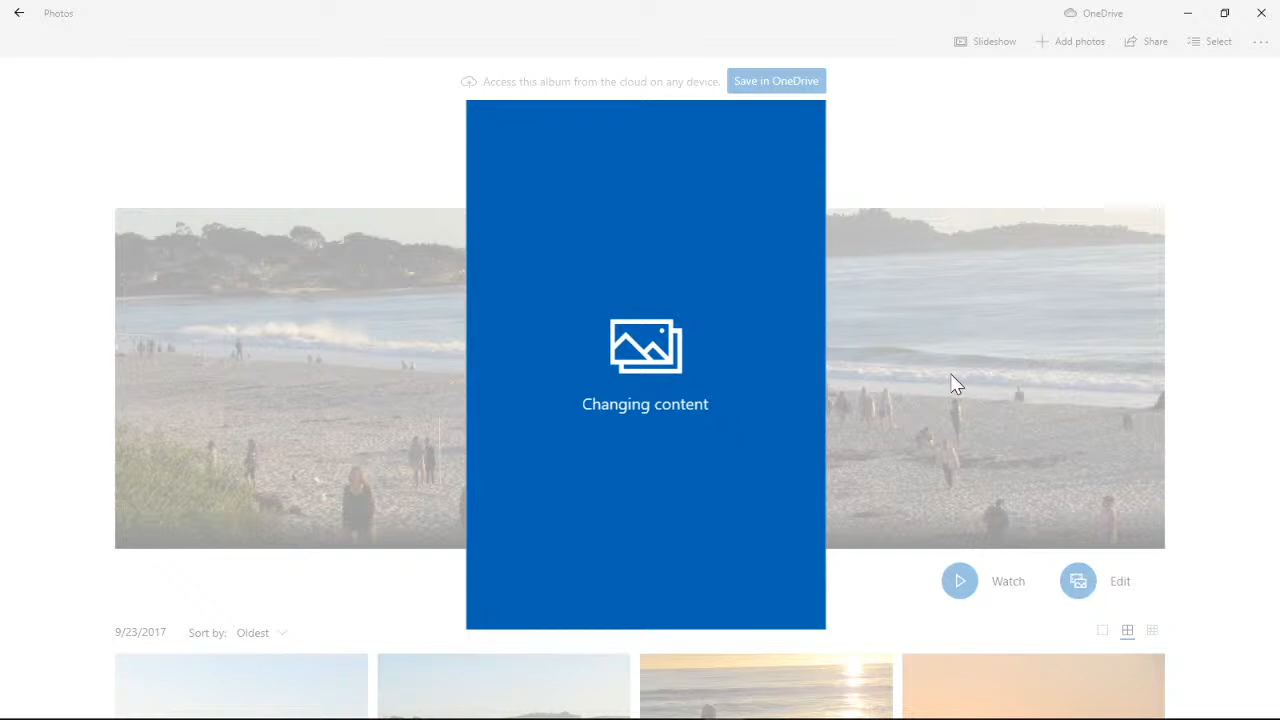 Photos
OneDrive
Slideshow
Add photos
Share
Select
Access this album from the cloud on any device.
Save in OneDrive
Changing content
Watch
Edit
9/23/2017
Sort by: Oldest